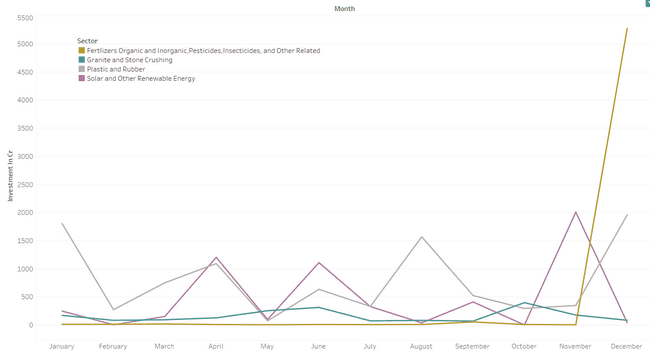 Month
5500
Sector
Fertlizers Organic and Inorganic,Pesticides,Insecticides, and Other Related
5000
Granite and Stone Crushing
Plastic and Rubber
Solar and Other Renewable Energy
4500
4000
3500
3000
2500
2000
1500
1000
500
0
Investment In Cr
January February March April May June July August September October November December